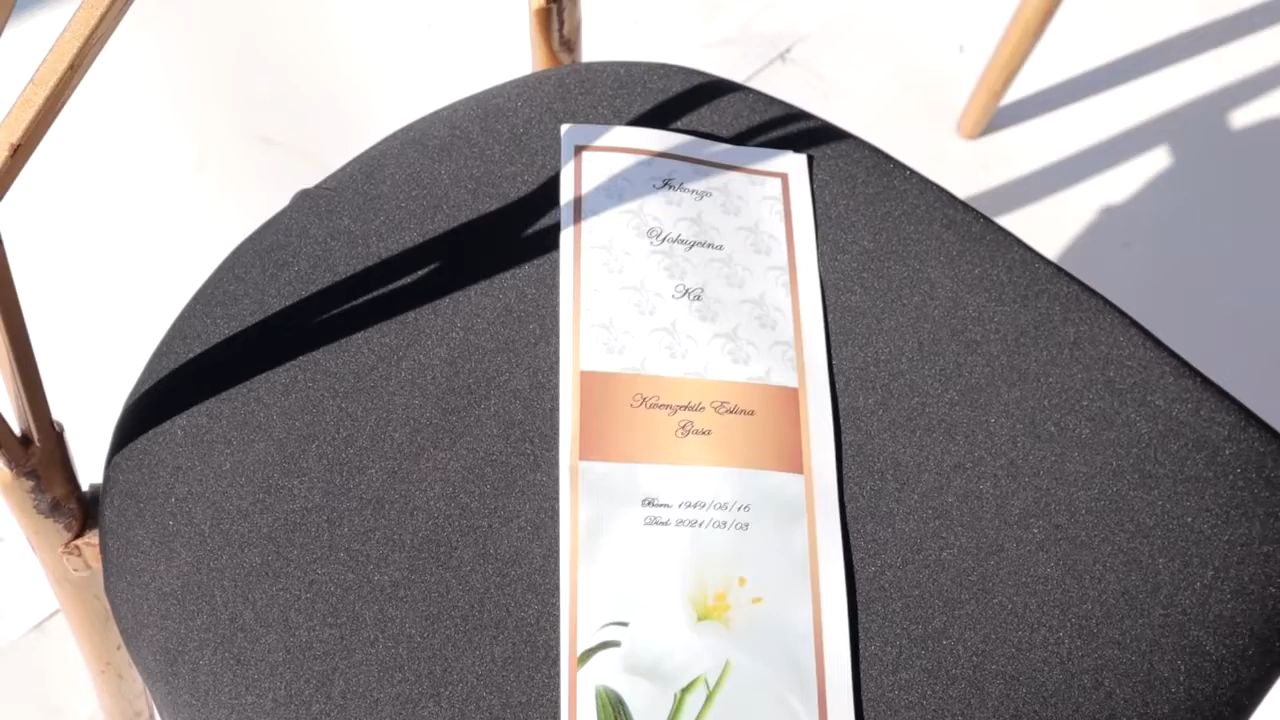 Inkonzo
Yokugcina
Ka
Kwenzekile Eslina
Gasa
Born: 1949/05/16
Died: 2021/03/03